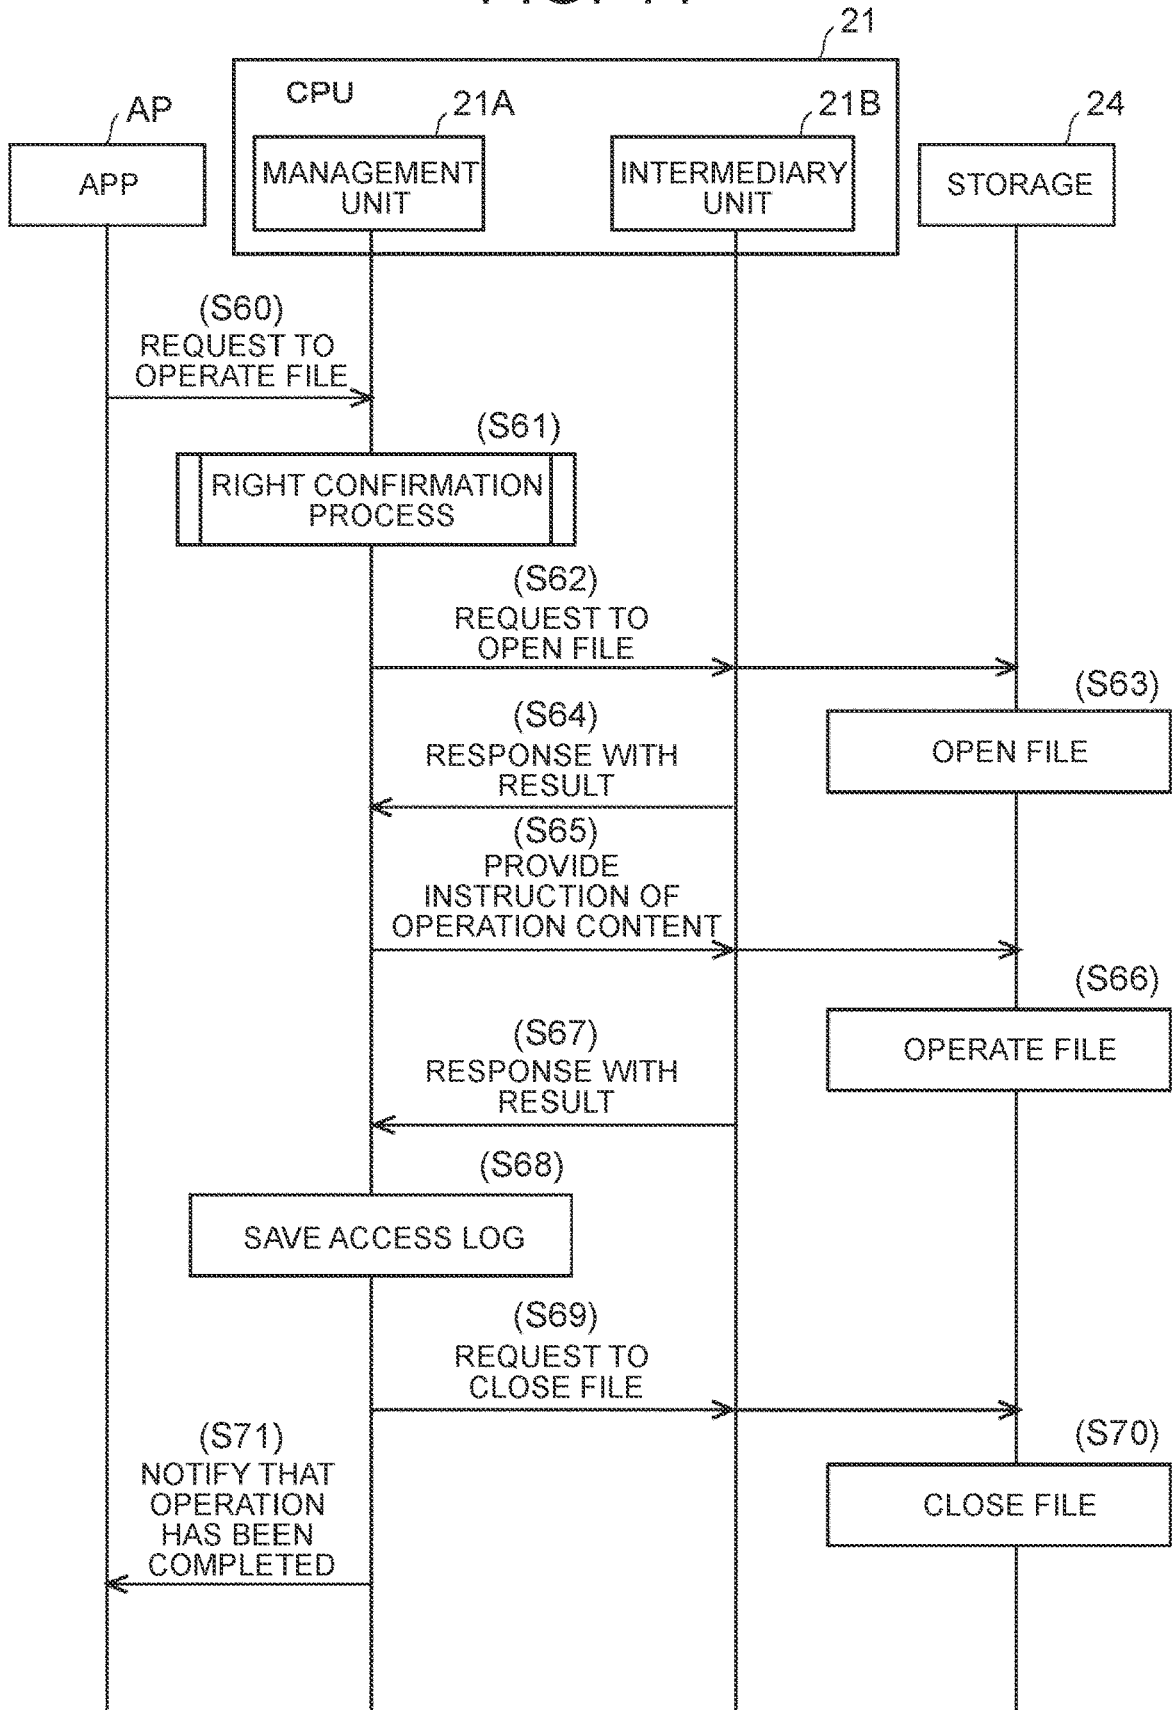 21
CPU
AP
21A
21B
24
APP
MANAGEMENT
UNIT
INTERMEDIARY
UNIT
STORAGE
(S60)
REQUEST TO
OPERATE FILE
(S61)
RIGHT CONFIRMATION
PROCESS
(S62)
REQUEST TO
OPEN FILE
(S63)
OPEN FILE
(S64)
RESPONSE WITH
RESULT
(S65)
PROVIDE
INSTRUCTION OF
OPERATION CONTENT
(S66)
OPERATE FILE
(S67)
RESPONSE WITH
RESULT
(S68)
SAVE ACCESS LOG
(S69)
REQUEST TO
CLOSE FILE
(S70)
CLOSE FILE
(S71)
NOTIFY THAT
OPERATION
HAS BEEN
COMPLETED